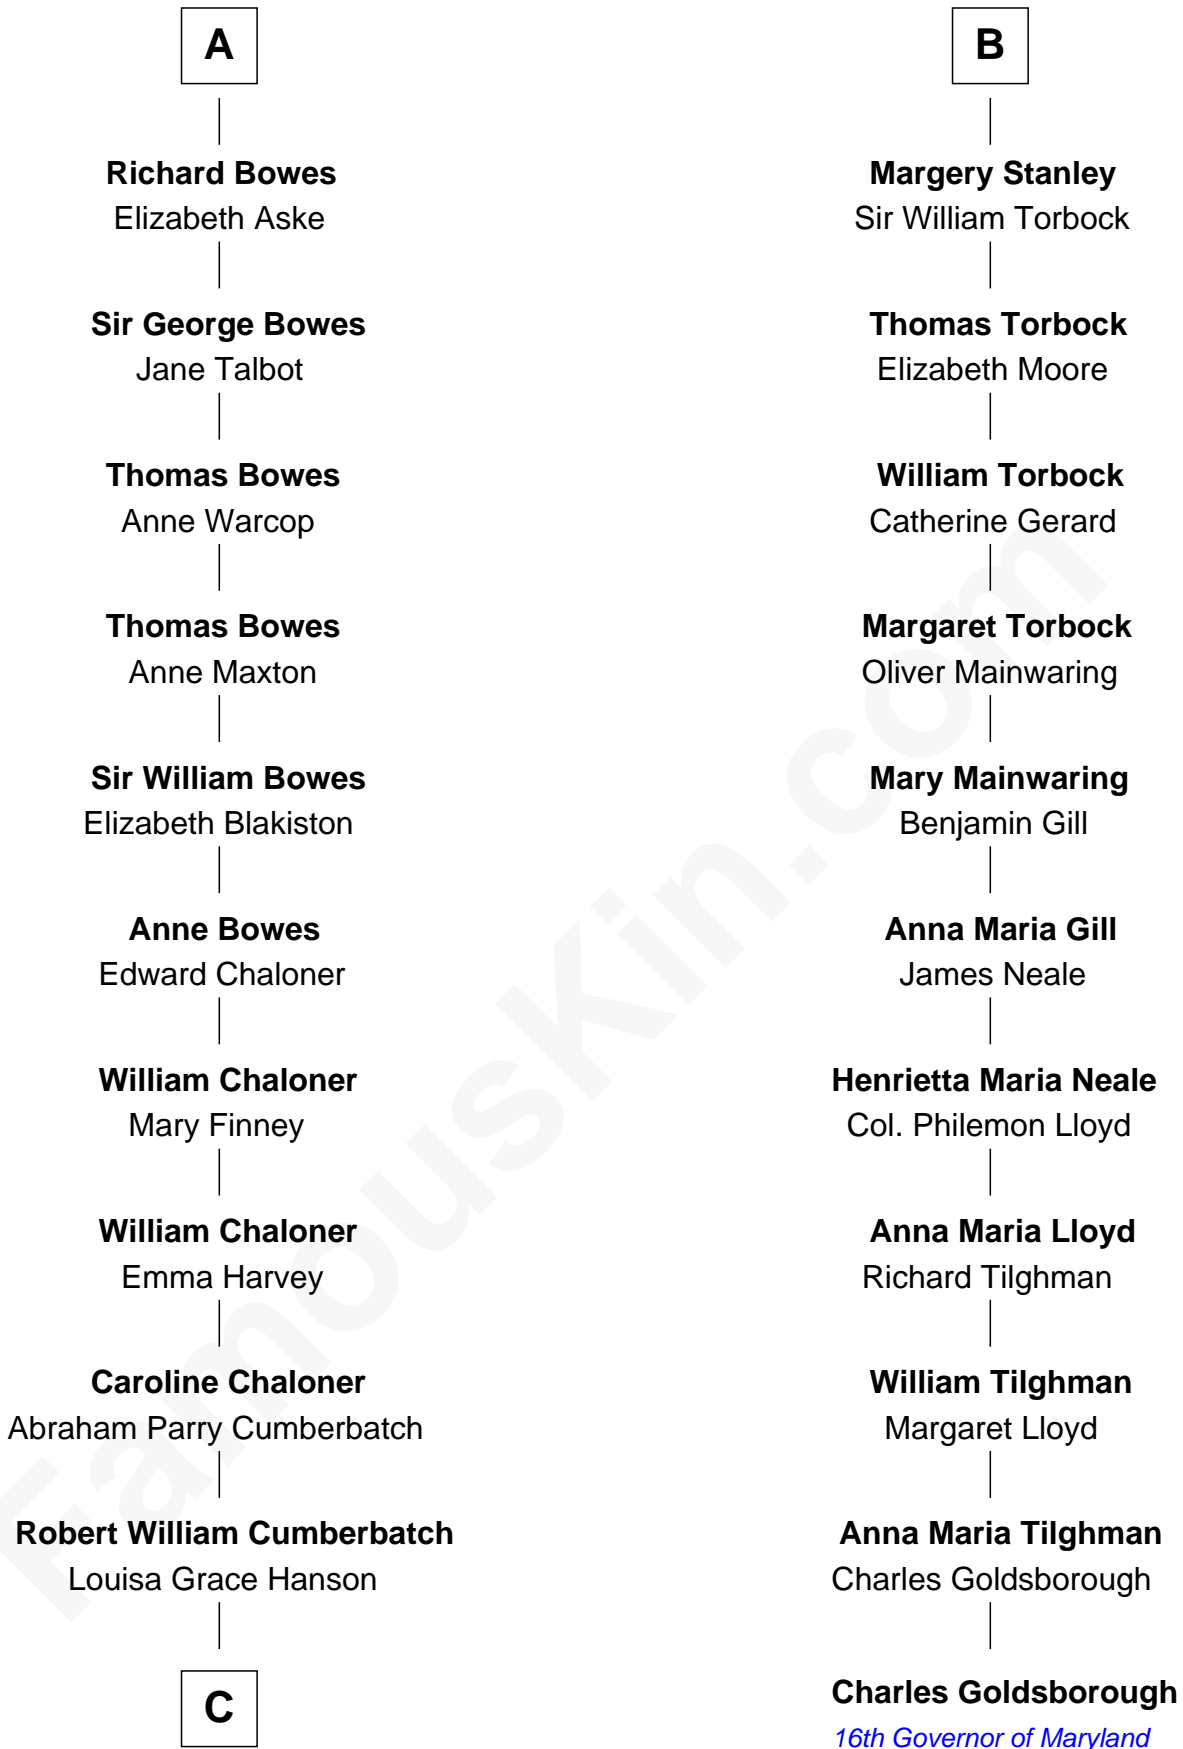 A
Richard Bowes
Elizabeth Aske
Sir George Bowes
Jane Talbot
Thomas Bowes
Anne Warcop
Thomas Bowes
Anne Maxton
Sir William Bowes
Elizabeth Blakiston
Anne Bowes
Edward Chaloner
William Chaloner
Mary Finney
William Chaloner
Emma Harvey
Caroline Chaloner
Abraham Parry Cumberbatch
Robert William Cumberbatch
Louisa Grace Hanson
C
B
Margery Stanley
Sir William Torbock
Thomas Torbock
Elizabeth Moore
William Torbock
Catherine Gerard
Margaret Torbock
Oliver Mainwaring
Mary Mainwaring
Benjamin Gill
Anna Maria Gill
James Neale
Henrietta Maria Neale
Col. Philemon Lloyd
Anna Maria Lloyd
Richard Tilghman
William Tilghman
Margaret Lloyd
Anna Maria Tilghman
Charles Goldsborough
Charles Goldsborough
16th Governor of Maryland
FamousKin.com